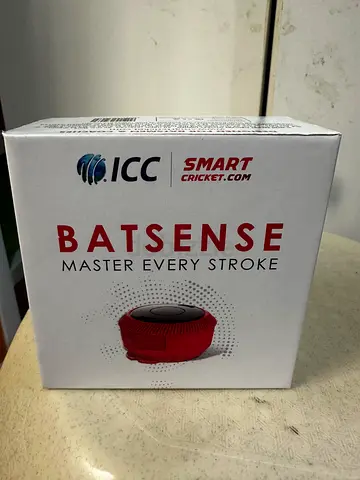 ICC
SMART
CRICKET.COM
BATSENSE
MASTER EVERY STROKE